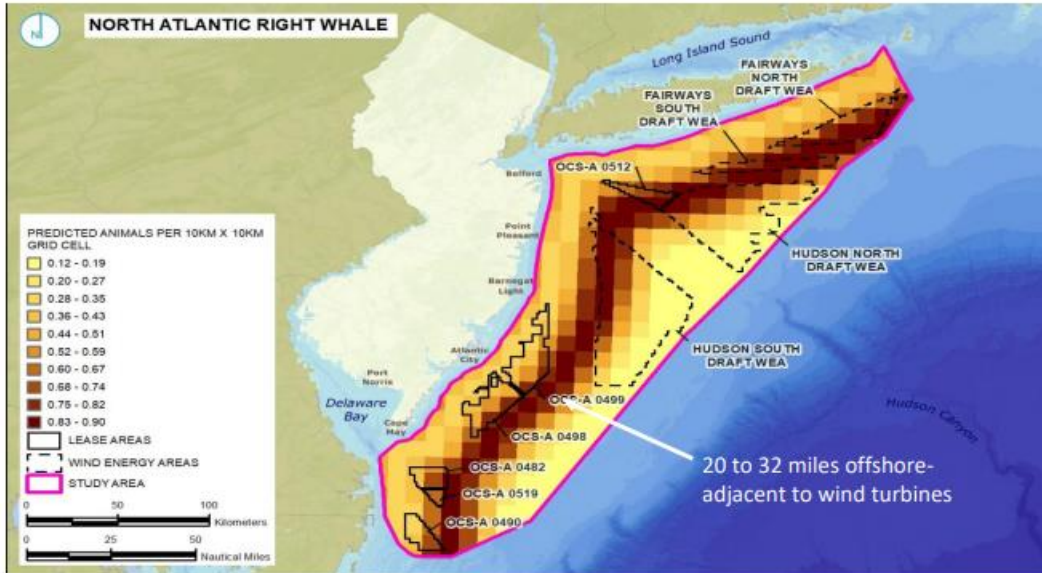 N
NORTH ATLANTIC RIGHT WHALE
Long Island Sound
FAIRWAYS
NORTH
DRAFT WEA
FAIRWAYS
SOUTH
DRAFT WEA
OCS-A 0512
Belford
Point
Pleasant
Barnegat
Light
HUDSON NORTH
DRAFT WEA
HUDSON SOUTH
DRAFT WEA
Atlantic
City
Port
Norris
Delaware
Bay
Cape
May
OCS-A 0499
OCS-A 0498
OCS-A 0482
OCS-A 0519
OCS-A 0490
Hudson Canyon
20 to 32 miles offshore-
adjacent to wind turbines
PREDICTED ANIMALS PER 10KM X 10KM
GRID CELL
0.12 - 0.19
0.20 - 0.27
0.28 - 0.35
0.36 - 0.43
0.44 - 0.51
0.52 - 0.59
0.60 - 0.67
0.68 - 0.74
0.75 - 0.82
0.83 - 0.90
LEASE AREAS
WIND ENERGY AREAS
STUDY AREA
0 50 100
Kilometers
0 25 50
Nautical Miles